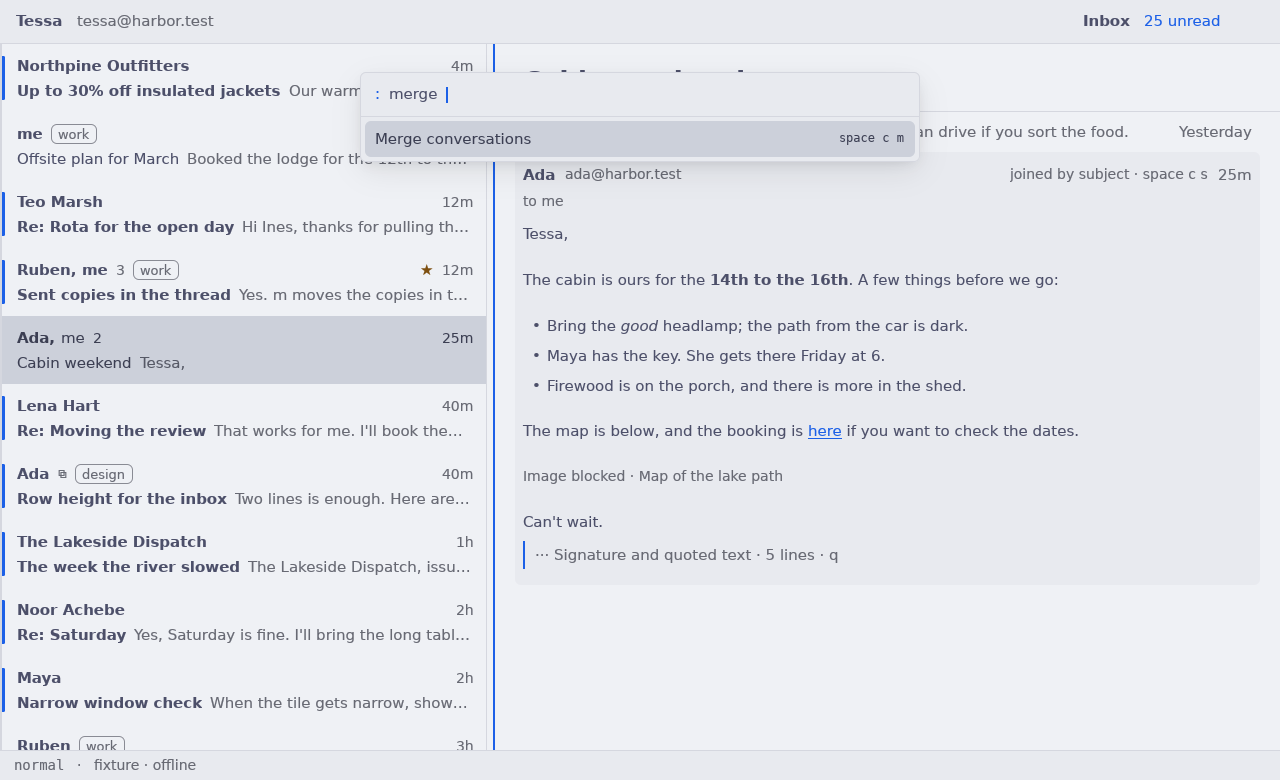 Tessa tessa@harbor.test Inbox 25 unread
Northpine Outfitters 4m
Up to 30% off insulated jackets Our warm
: merge
Merge conversations space c m
me work
Offsite plan for March Booked the lodge for the 12th to th…
an drive if you sort the food. Yesterday
Teo Marsh 12m
Re: Rota for the open day Hi Ines, thanks for pulling th…
Ruben, me 3 work ★ 12m
Sent copies in the thread Yes. m moves the copies in t…
Ada, me 2 25m
Cabin weekend Tessa,
Lena Hart 40m
Re: Moving the review That works for me. I'll book the…
Ada design 40m
Row height for the inbox Two lines is enough. Here are…
The Lakeside Dispatch 1h
The week the river slowed The Lakeside Dispatch, issu…
Noor Achebe 2h
Re: Saturday Yes, Saturday is fine. I'll bring the long tabl…
Maya 2h
Narrow window check When the tile gets narrow, show…
Ruben work 3h
Ada ada@harbor.test joined by subject · space c s 25m
to me
Tessa,
The cabin is ours for the 14th to the 16th. A few things before we go:
• Bring the good headlamp; the path from the car is dark.
• Maya has the key. She gets there Friday at 6.
• Firewood is on the porch, and there is more in the shed.
The map is below, and the booking is here if you want to check the dates.
Image blocked · Map of the lake path
Can't wait.
··· Signature and quoted text · 5 lines · q
normal · fixture · offline